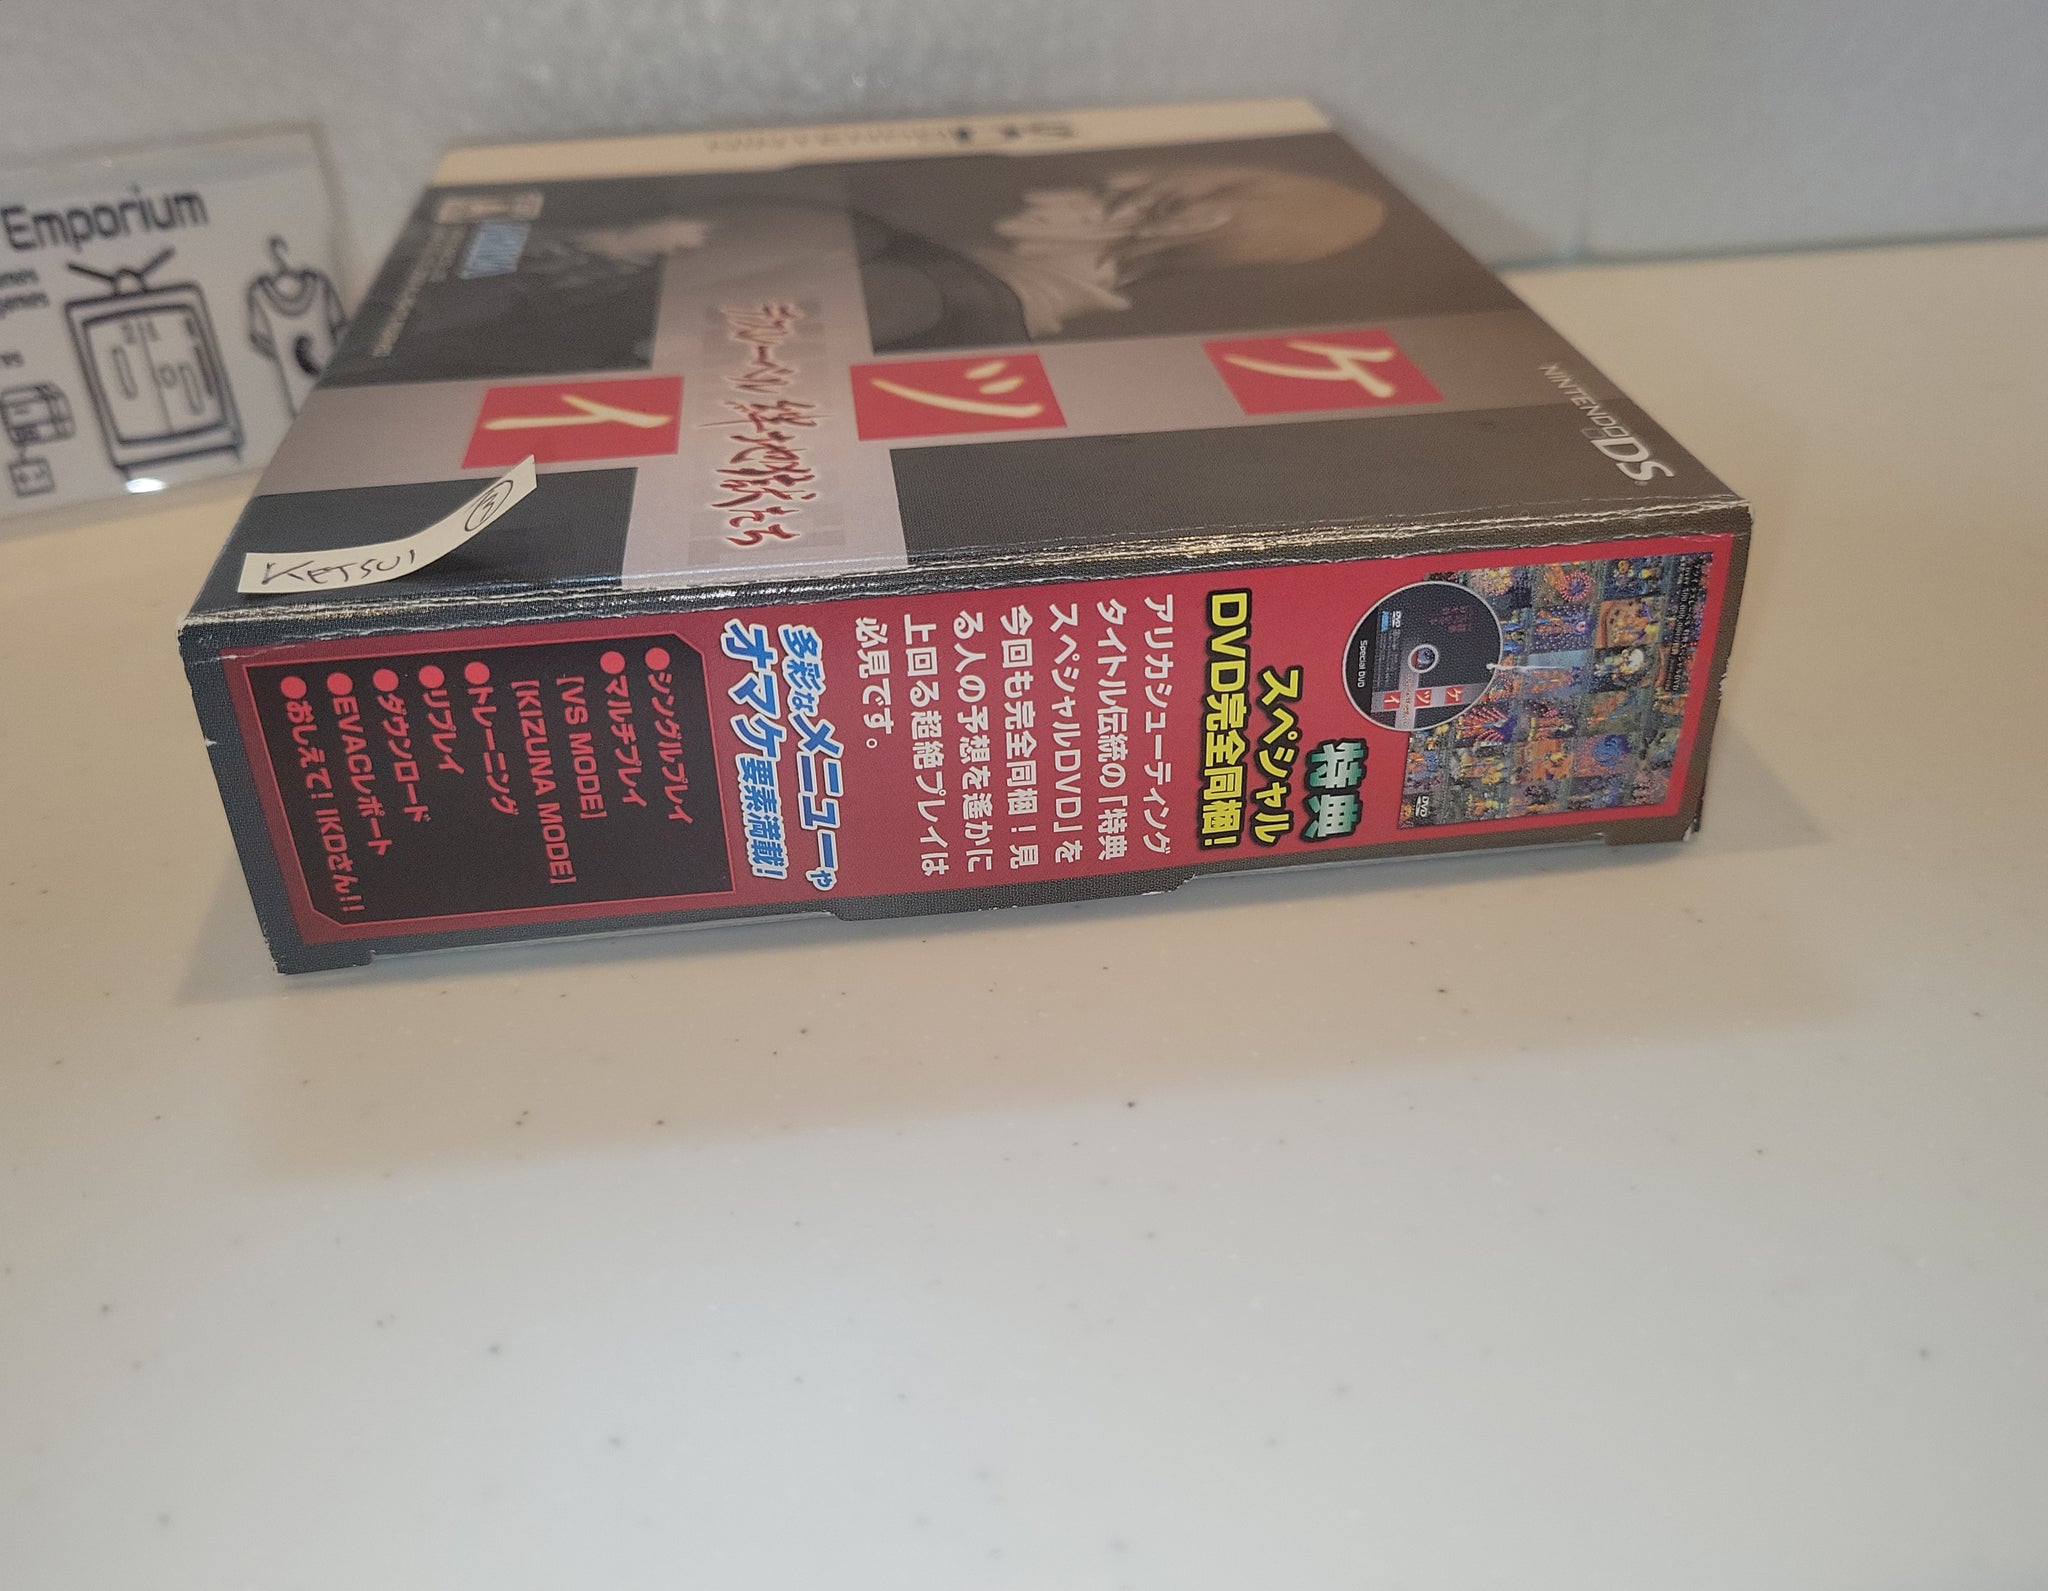 Emporium
NINTENDO DS
ケ
ツ
イ
KETSUI
特典
スペシャル
DVD完全同梱!
Special DVD
アリカシューティング
タイトル伝統の「特典
スペシャルDVD」を
今回も完全同梱!見
る人の予想を遥かに
上回る超絶プレイは
必見です。
多彩なメニューや
オマケ要素満載!
●シングルプレイ
●マルチプレイ
[VS MODE]
[KIZUNA MODE]
●トレーニング
●リプレイ
●ダウンロード
●EVACレポート
●おしえて! IKDさん!!